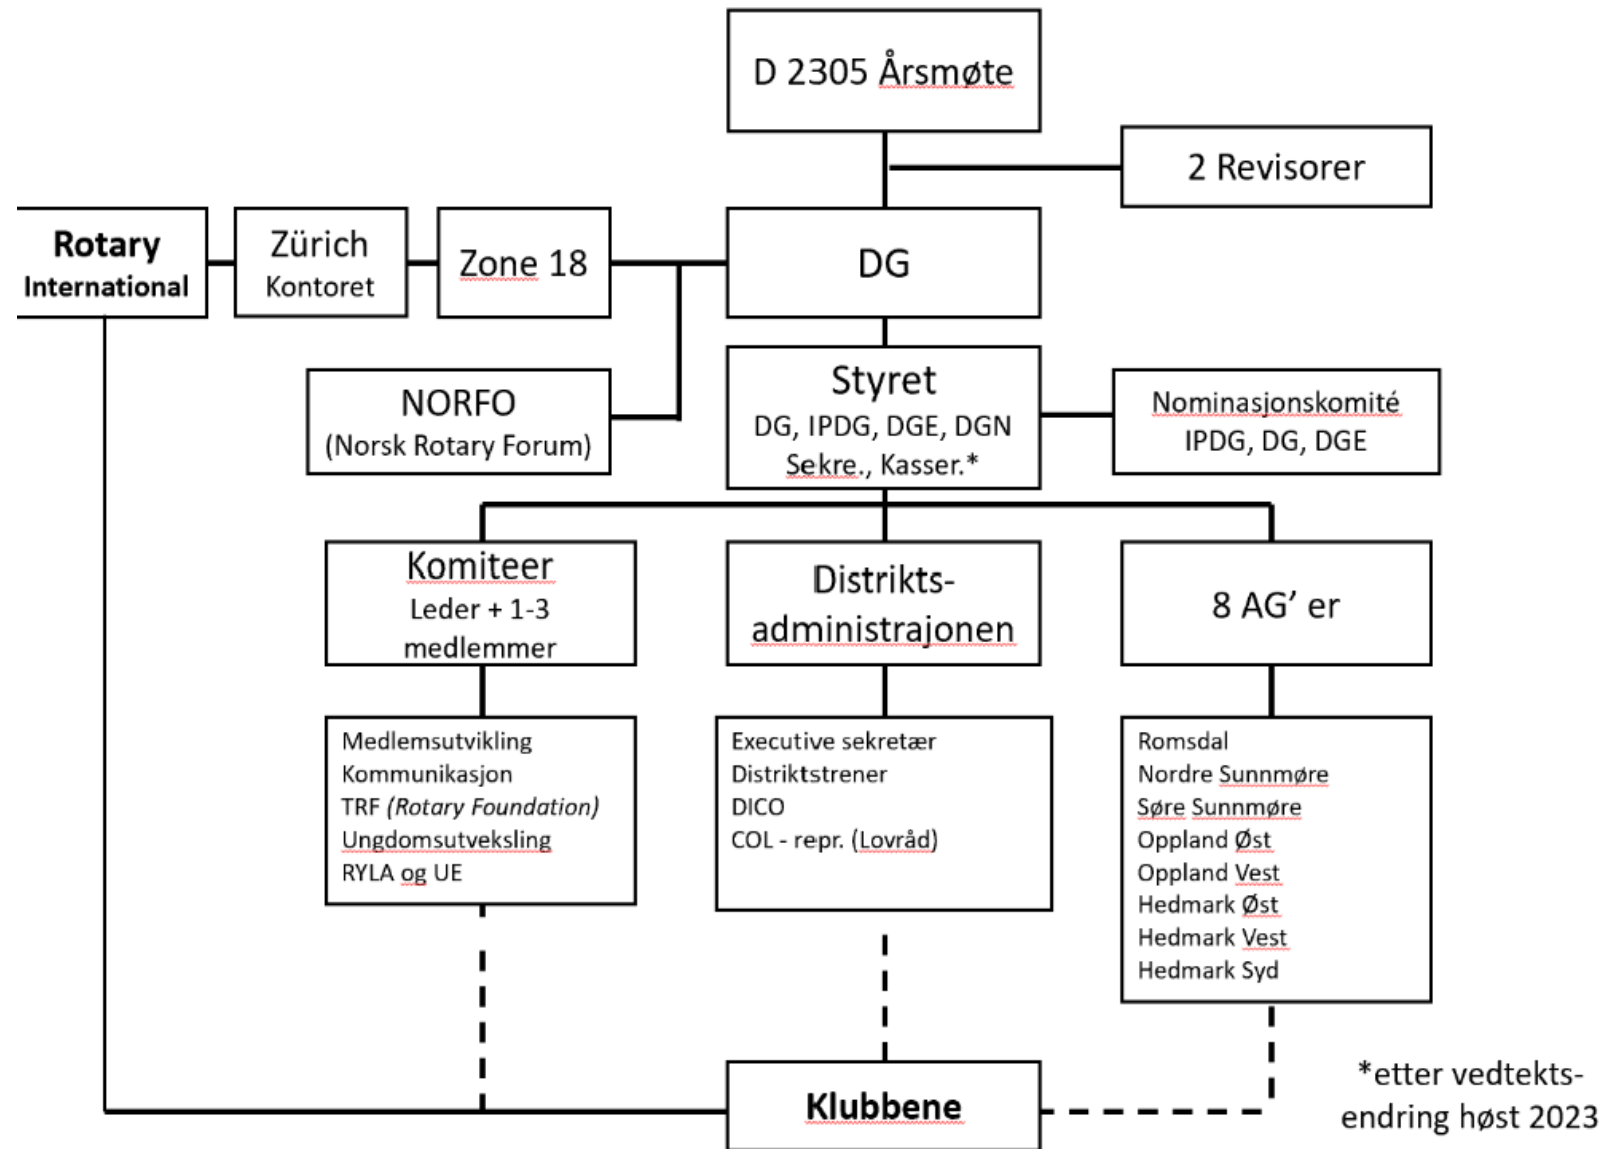 D 2305 Årsmøte
2 Revisorer
Rotary
International
Zürich
Kontoret
Zone 18
DG
NORFO
(Norsk Rotary Forum)
Styret
DG, IPDG, DGE, DGN
Sekre., Kasser.*
Nominasjonskomité
IPDG, DG, DGE
Komiteer
Leder + 1-3
medlemmer
Distrikts-
administrajonen
8 AG’ er
Medlemsutvikling
Kommunikasjon
TRF (Rotary Foundation)
Ungdomsutveksling
RYLA og UE
Executive sekretær
Distriktstrener
DICO
COL - repr. (Lovråd)
Romsdal
Nordre Sunnmøre
Søre Sunnmøre
Oppland Øst
Oppland Vest
Hedmark Øst
Hedmark Vest
Hedmark Syd
Klubbene
*etter vedtekts-
endring høst 2023